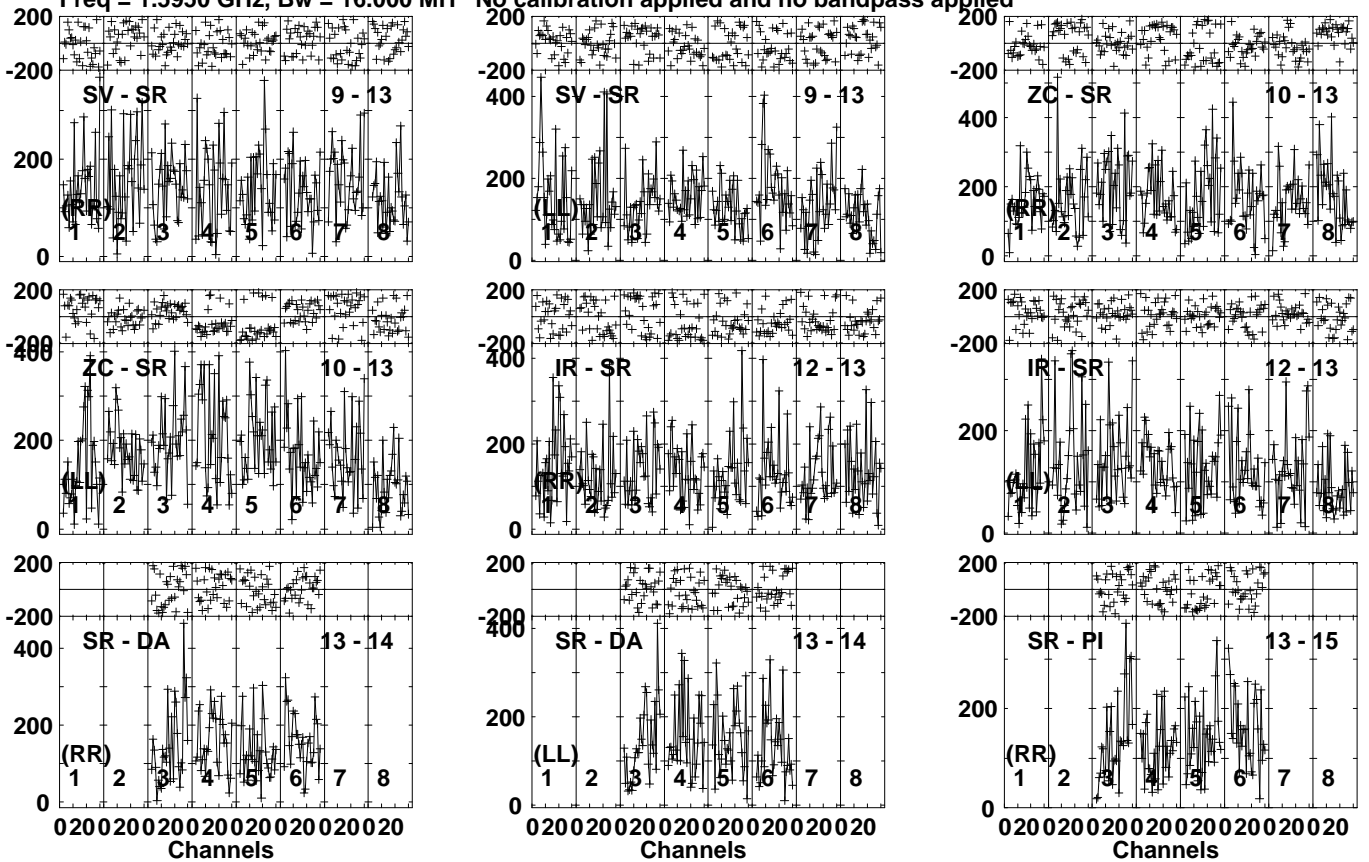 Freq = 1.5950 GHz, Bw = 16.000 MH No calibration applied and no bandpass applied
200 200 200
-200 -200 -200
SV - SR 9 - 13 SV - SR 9 - 13 ZC - SR 10 - 13
400 400
200 200 200
(RR) (LL) (RR)
1 2 3 4 5 6 7 8 1 2 3 4 5 6 7 8 1 2 3 4 5 6 7 8
0 0 0
200 200 200
-200 -200 -200
400 400
ZC - SR 10 - 13 IR - SR 12 - 13 IR - SR 12 - 13
200 200 200
(LL) (RR) (LL)
1 2 3 4 5 6 7 8 1 2 3 4 5 6 7 8 1 2 3 4 5 6 7 8
0 0 0
200 200 200
-200 -200 -200
400 400
SR - DA 13 - 14 SR - DA 13 - 14 SR - PI 13 - 15
200 200 200
(RR) (LL) (RR)
1 2 3 4 5 6 7 8 1 2 3 4 5 6 7 8 1 2 3 4 5 6 7 8
0 0 0
0 20 0 20 0 20 0 20 0 20 0 20 0 20 0 20 0 20 0 20 0 20 0 20 0 20 0 20 0 20 0 20 0 20 0 20 0 20 0 20 0 20 0 20 0 20 0 20
Channels Channels Channels